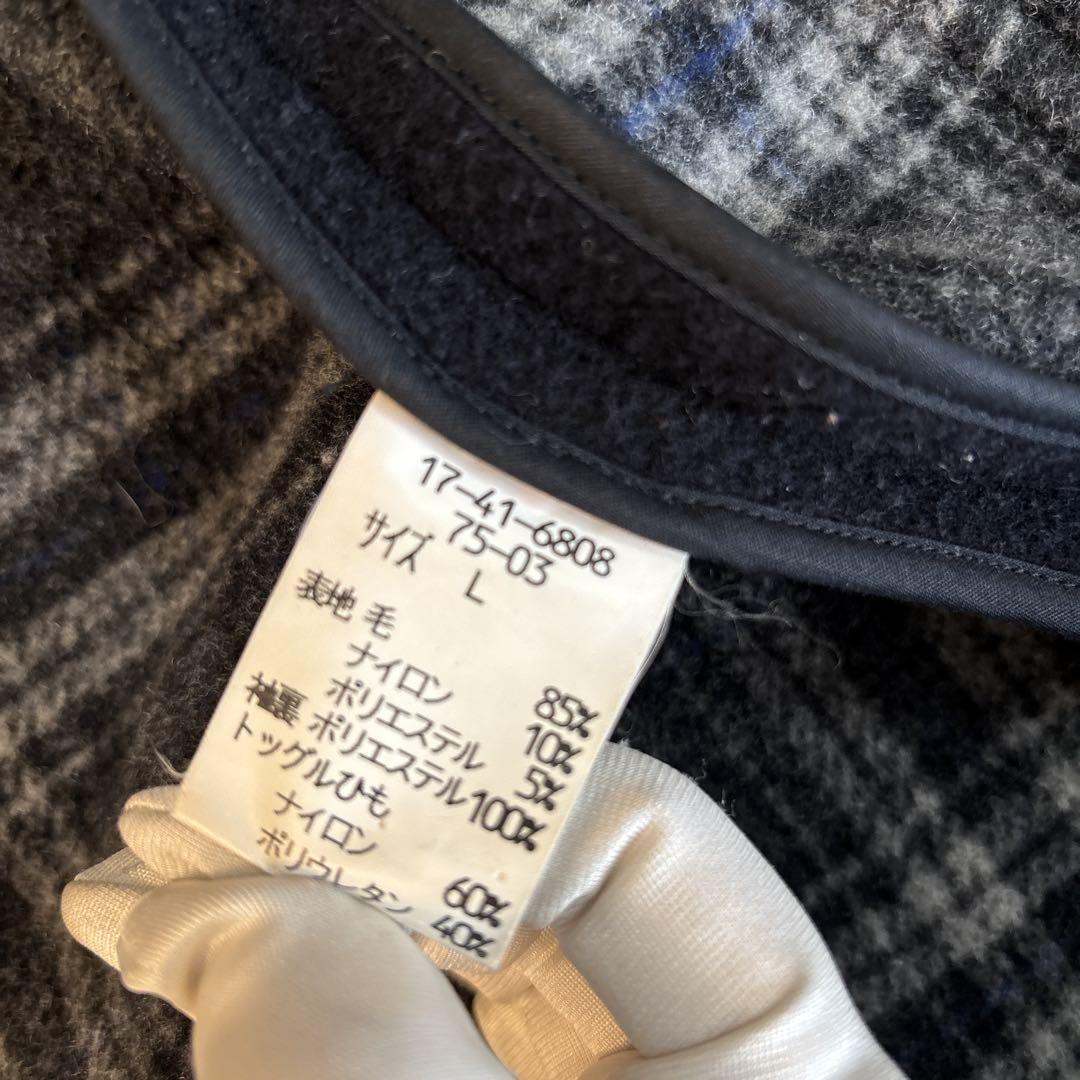 17-41-6808
75-03
サイズ L
表地 毛 85%
ナイロン 10%
ポリエステル 5%
袖裏 ポリエステル 100%
トッグルひも
ナイロン 60%
ポリウレタン 40%